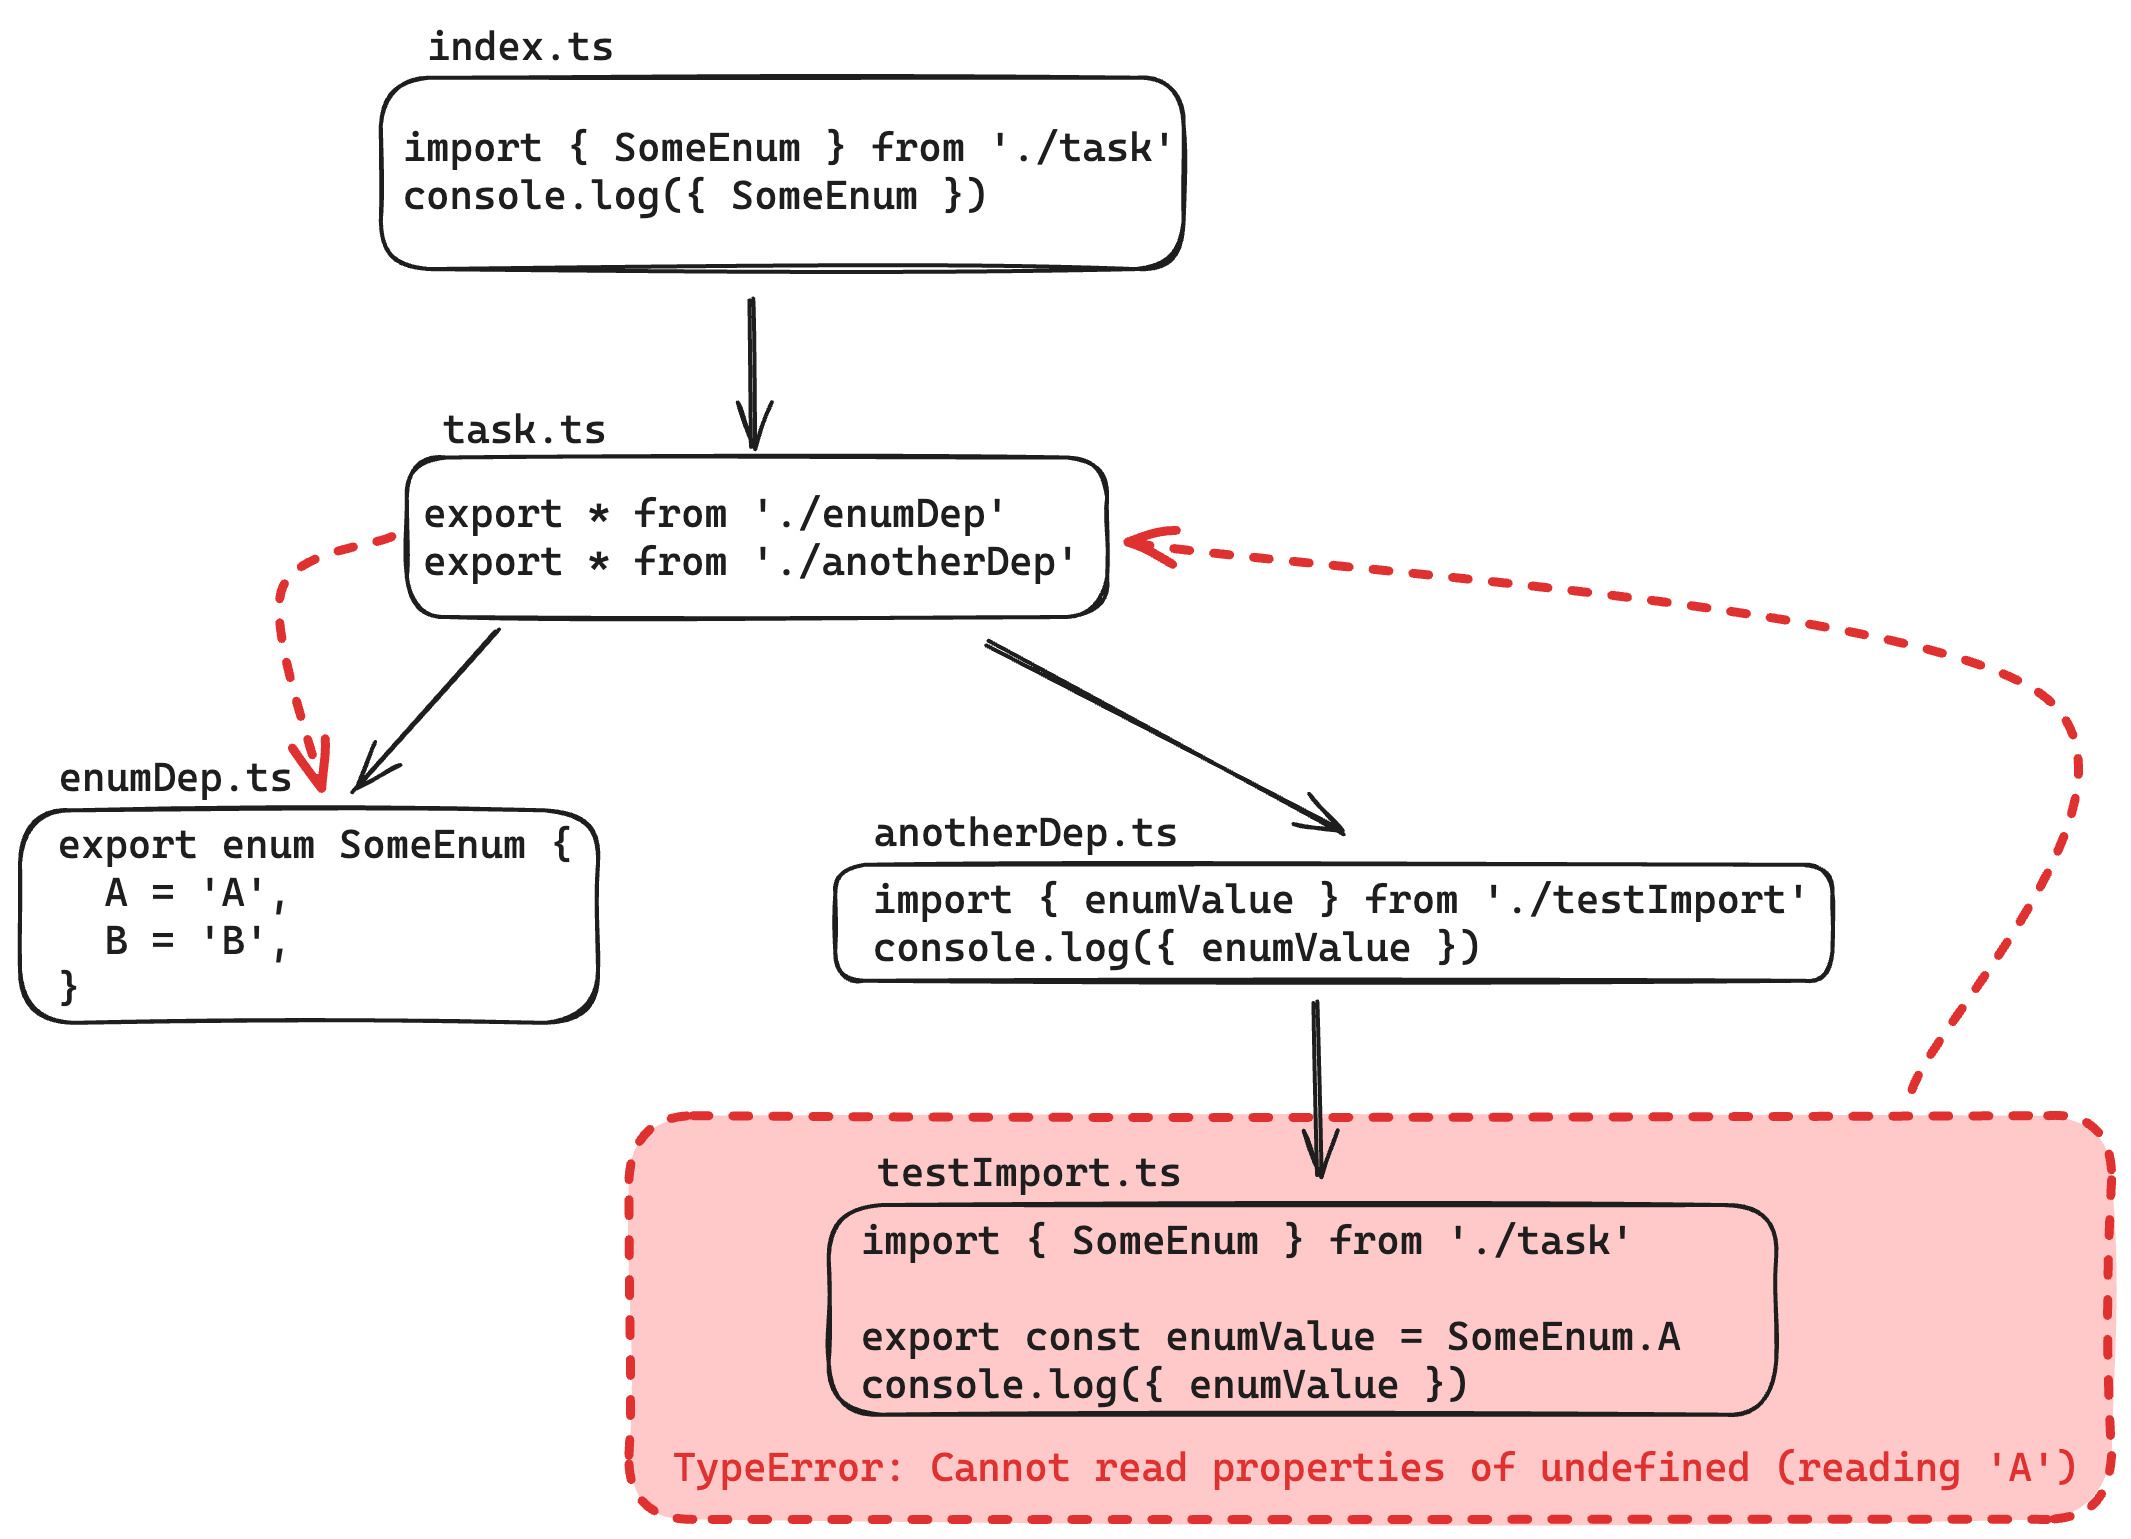 index.ts
import { SomeEnum } from './task'
console.log({ SomeEnum })
task.ts
export * from './enumDep'
export * from './anotherDep'
enumDep.ts
export enum SomeEnum {
  A = 'A',
  B = 'B',
}
anotherDep.ts
import { enumValue } from './testImport'
console.log({ enumValue })
testImport.ts
import { SomeEnum } from './task'
export const enumValue = SomeEnum.A
console.log({ enumValue })
TypeError: Cannot read properties of undefined (reading 'A')